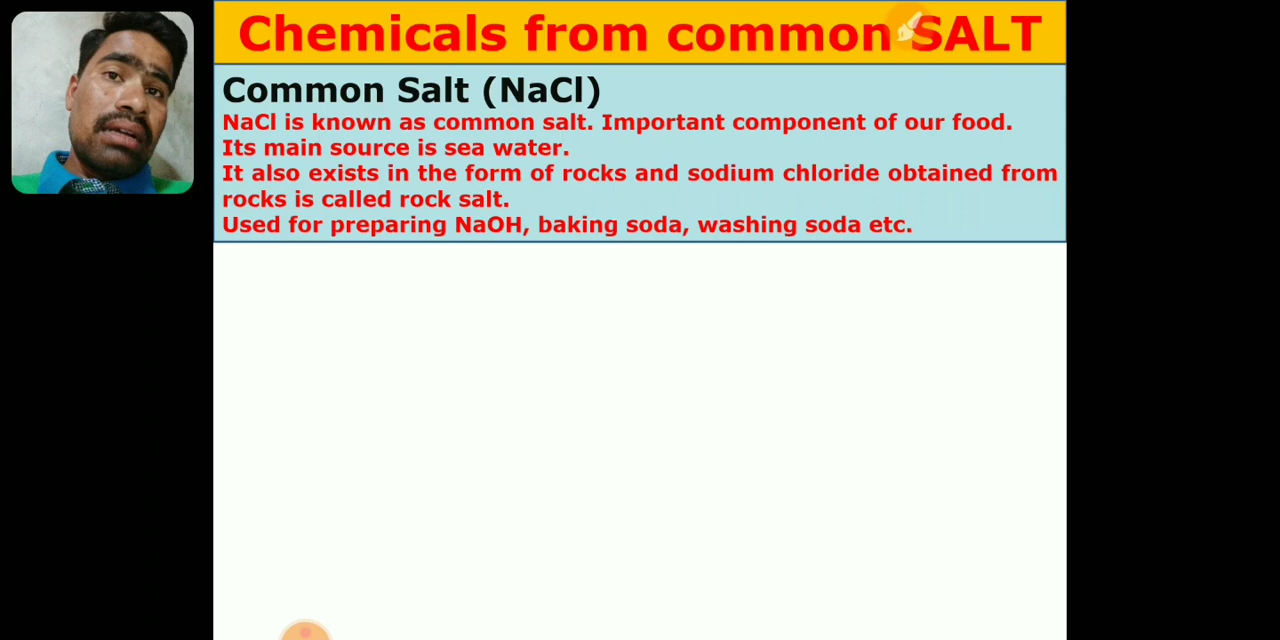 Chemicals from common SALT
Common Salt (NaCl)
NaCl is known as common salt. Important component of our food.
Its main source is sea water.
It also exists in the form of rocks and sodium chloride obtained from
rocks is called rock salt.
Used for preparing NaOH, baking soda, washing soda etc.